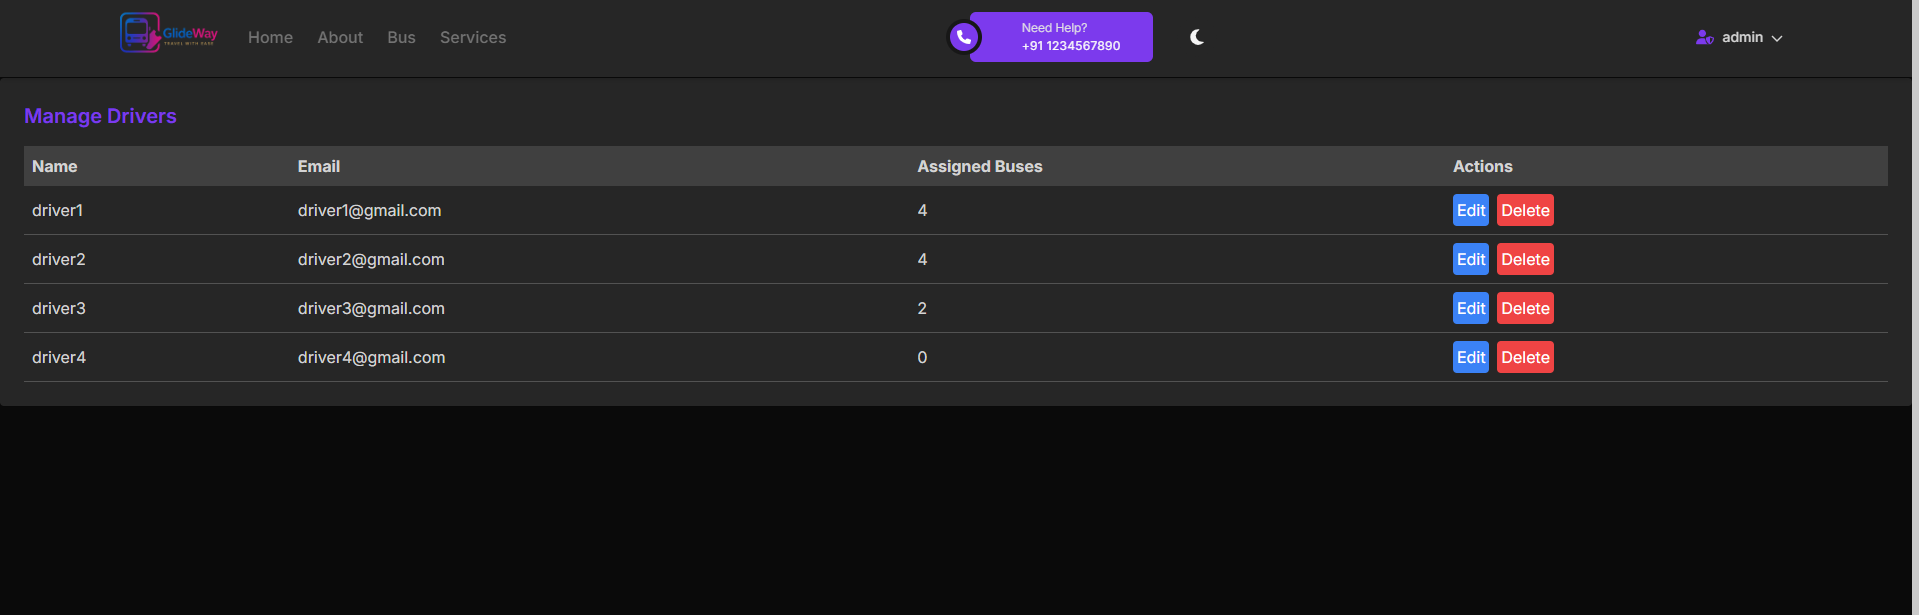 GlideWay
TRAVEL WITH EASE
Home About Bus Services
Need Help?
+91 1234567890
admin
Manage Drivers
Name Email Assigned Buses Actions
driver1 driver1@gmail.com 4 Edit Delete
driver2 driver2@gmail.com 4 Edit Delete
driver3 driver3@gmail.com 2 Edit Delete
driver4 driver4@gmail.com 0 Edit Delete